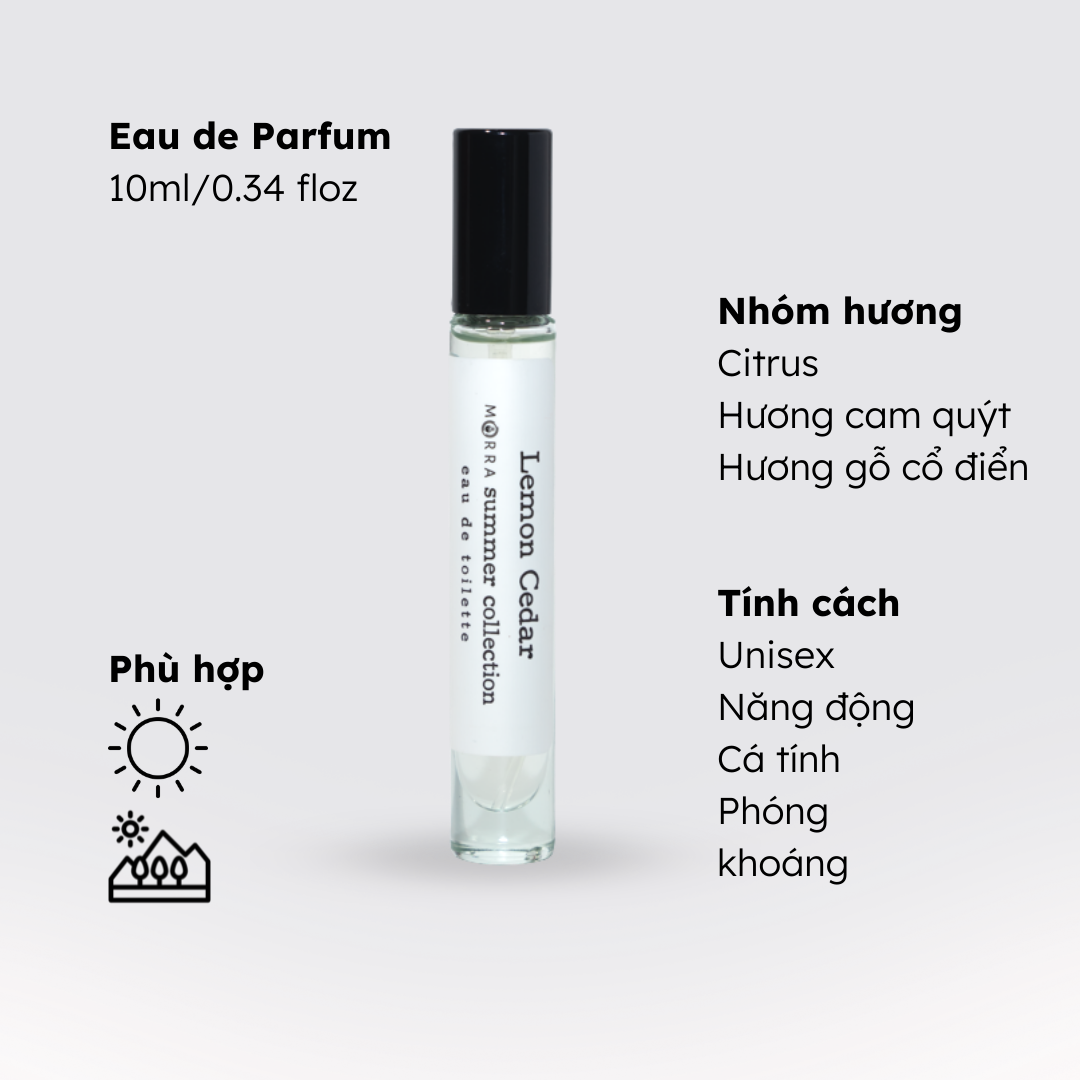 Eau de Parfum
10ml/0.34 floz
Nhóm hương
Citrus
Hương cam quýt
Hương gỗ cổ điển
Lemon Cedar
MORRA summer collection
eau de toilette
Tính cách
Unisex
Năng động
Cá tính
Phóng
khoáng
Phù hợp